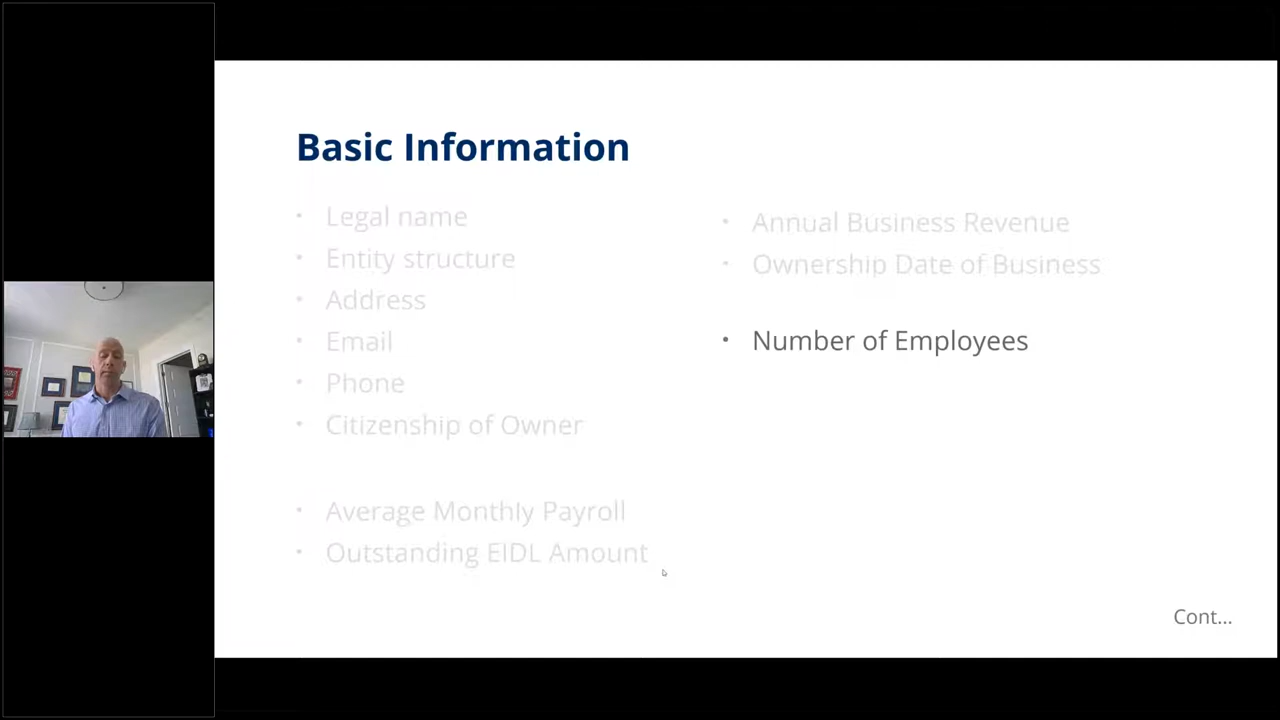 Basic Information
• Legal name
• Entity structure
• Address
• Email
• Phone
• Citizenship of Owner
• Average Monthly Payroll
• Outstanding EIDL Amount
• Annual Business Revenue
• Ownership Date of Business
• Number of Employees
Cont...